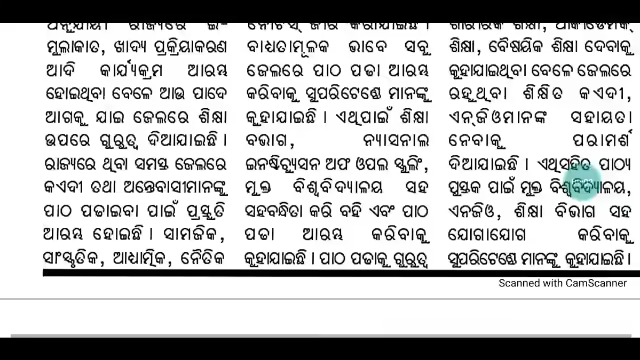 ଅନୁଯାୟୀ ରାଜ୍ୟରେ ଇ-
ମୁଲାକାତ, ଖାଦ୍ୟ ପ୍ରକ୍ରିୟାକରଣ
ଆଦି କାର୍ଯ୍ୟକ୍ରମ ଆରମ୍ଭ
ହୋଇଥିବା ବେଳେ ଆଉ ପାଦେ
ଆଗକୁ ଯାଇ ଜେଲରେ ଶିକ୍ଷା
ଉପରେ ଗୁରୁତ୍ୱ ଦିଆଯାଇଛି।
ରାଜ୍ୟରେ ଥିବା ସମସ୍ତ ଜେଲରେ
କଏଦୀ ତଥା ଅନ୍ତେବାସୀମାନଙ୍କୁ
ପାଠ ପଢାଇବା ପାଇଁ ପ୍ରସ୍ତୁତି
ଆରମ୍ଭ ହୋଇଛି। ସାମାଜିକ,
ସାଂସ୍କୃତିକ, ଆଧ୍ୟାତ୍ମିକ, ନୈତିକ
ନୋଟିସ୍ ଜାରି କରାଯାଇଛି।
ବାଧ୍ୟତାମୂଳକ ଭାବେ ସବୁ
ଜେଲରେ ପାଠ ପଢା ଆରମ୍ଭ
କରିବାକୁ ସୁପରିଟେଣ୍ଡେ ମାନଙ୍କୁ
କୁହାଯାଇଛି। ଏଥିପାଇଁ ଶିକ୍ଷା
ବିଭାଗ, ନ୍ୟାସନାଲ
ଇନଷ୍ଟିଚ୍ୟୁସନ ଅଫ ଓପନ ସ୍କୁଲିଂ,
ମୁକ୍ତ ବିଶ୍ୱବିଦ୍ୟାଳୟ ସହ
ସହବନ୍ଧିତା କରି ବହି ଏବଂ ପାଠ
ପଢା ଆରମ୍ଭ କରିବାକୁ
କୁହାଯାଇଛି। ପାଠ ପଢାକୁ ଗୁରୁତ୍ୱ
ଶାରୀରିକ ଶିକ୍ଷା, ଆକାଡେମିକ୍
ଶିକ୍ଷା, ବୈଷୟିକ ଶିକ୍ଷା ଦେବାକୁ
କୁହାଯାଇଥିବା ବେଳେ ଜେଲରେ
ରହୁଥିବା ଶିକ୍ଷିତ କଏଦୀ,
ଏନ୍‌ଜିଓମାନଙ୍କ ସହାୟତା
ନେବାକୁ ପରାମର୍ଶ
ଦିଆଯାଇଛି। ଏଥିସହିତ ପାଠ୍ୟ
ପୁସ୍ତକ ପାଇଁ ମୁକ୍ତ ବିଶ୍ୱବିଦ୍ୟାଳୟ,
ଏନଜିଓ, ଶିକ୍ଷା ବିଭାଗ ସହ
ଯୋଗାଯୋଗ କରିବାକୁ
ସୁପରିଟେଣ୍ଡେ ମାନଙ୍କୁ କୁହାଯାଇଛି।
Scanned with CamScanner